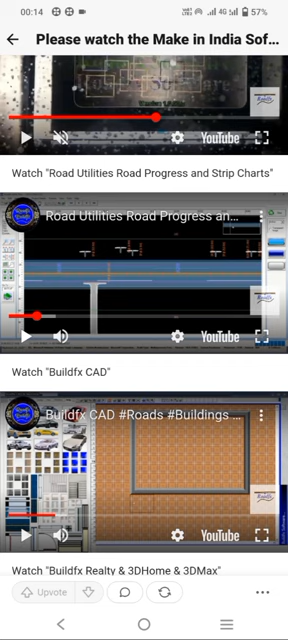 00:14
4G
57%
Please watch the Make in India Sof...
YouTube
Watch "Road Utilities Road Progress and Strip Charts"
Road Utilities Road Progress an...
YouTube
Watch "Buildfx CAD"
Buildfx CAD #Roads #Buildings ...
YouTube
Watch "Buildfx Realty & 3DHome & 3DMax"
Upvote